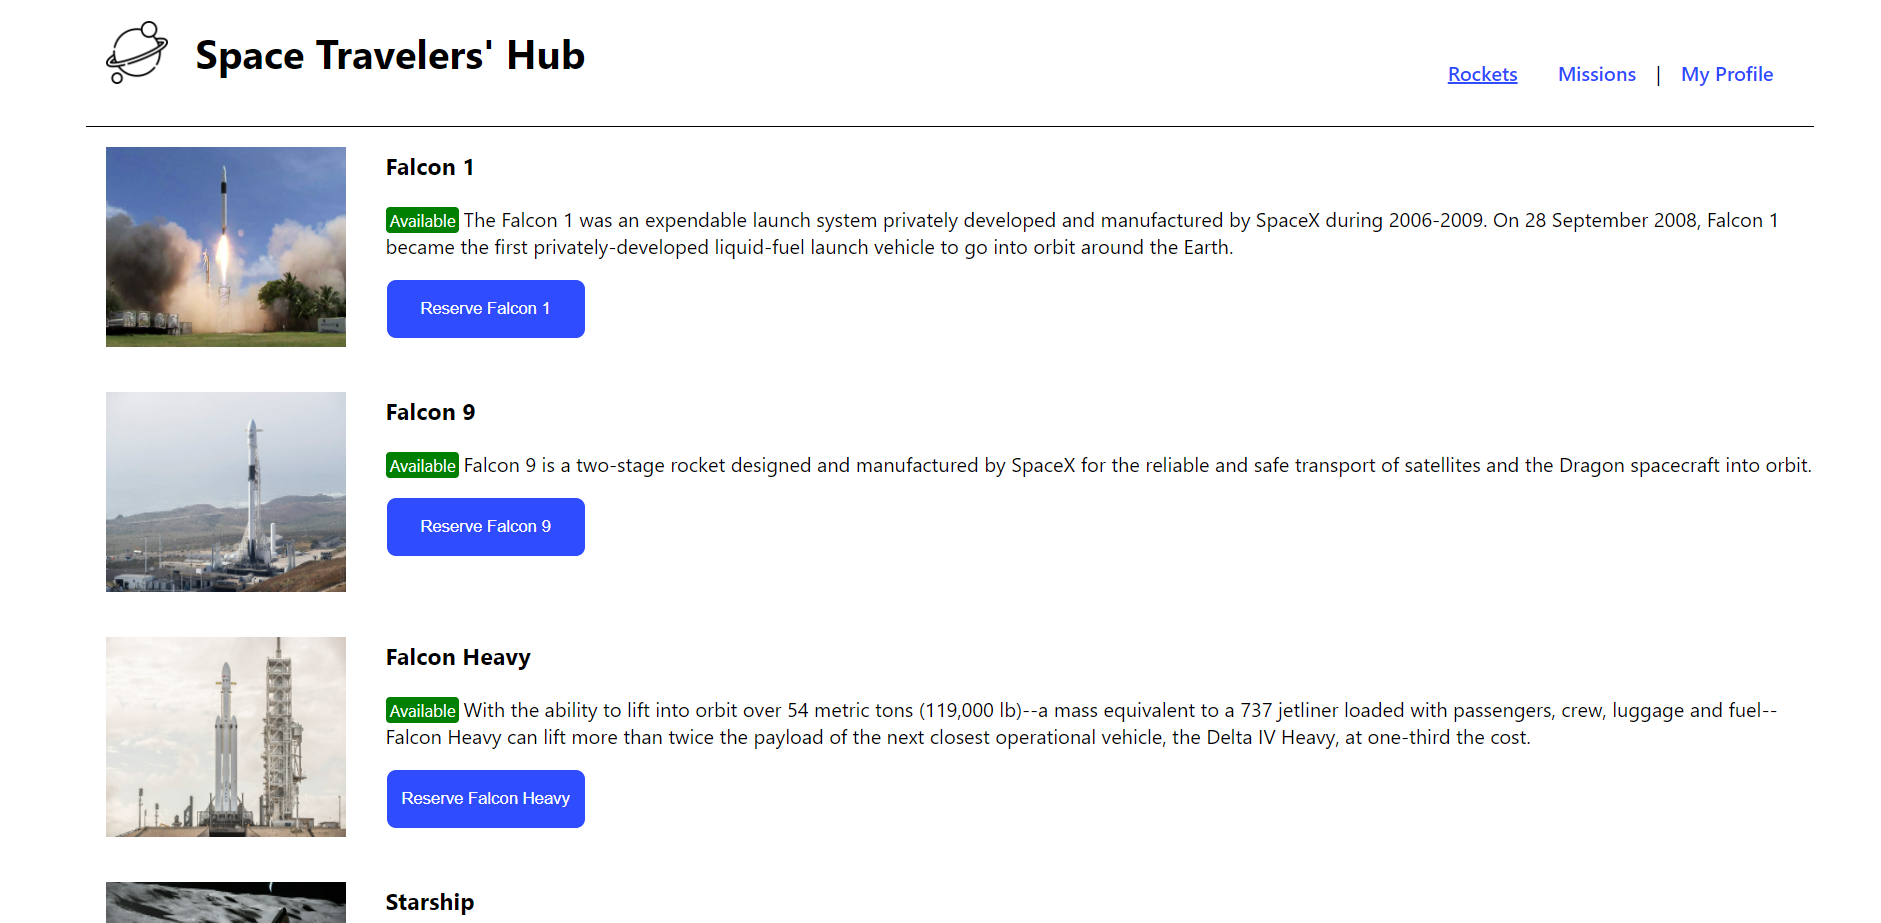 Space Travelers' Hub
Rockets Missions | My Profile
Falcon 1
Available The Falcon 1 was an expendable launch system privately developed and manufactured by SpaceX during 2006-2009. On 28 September 2008, Falcon 1
became the first privately-developed liquid-fuel launch vehicle to go into orbit around the Earth.
Reserve Falcon 1
Falcon 9
Available Falcon 9 is a two-stage rocket designed and manufactured by SpaceX for the reliable and safe transport of satellites and the Dragon spacecraft into orbit.
Reserve Falcon 9
Falcon Heavy
Available With the ability to lift into orbit over 54 metric tons (119,000 lb)--a mass equivalent to a 737 jetliner loaded with passengers, crew, luggage and fuel--
Falcon Heavy can lift more than twice the payload of the next closest operational vehicle, the Delta IV Heavy, at one-third the cost.
Reserve Falcon Heavy
Starship